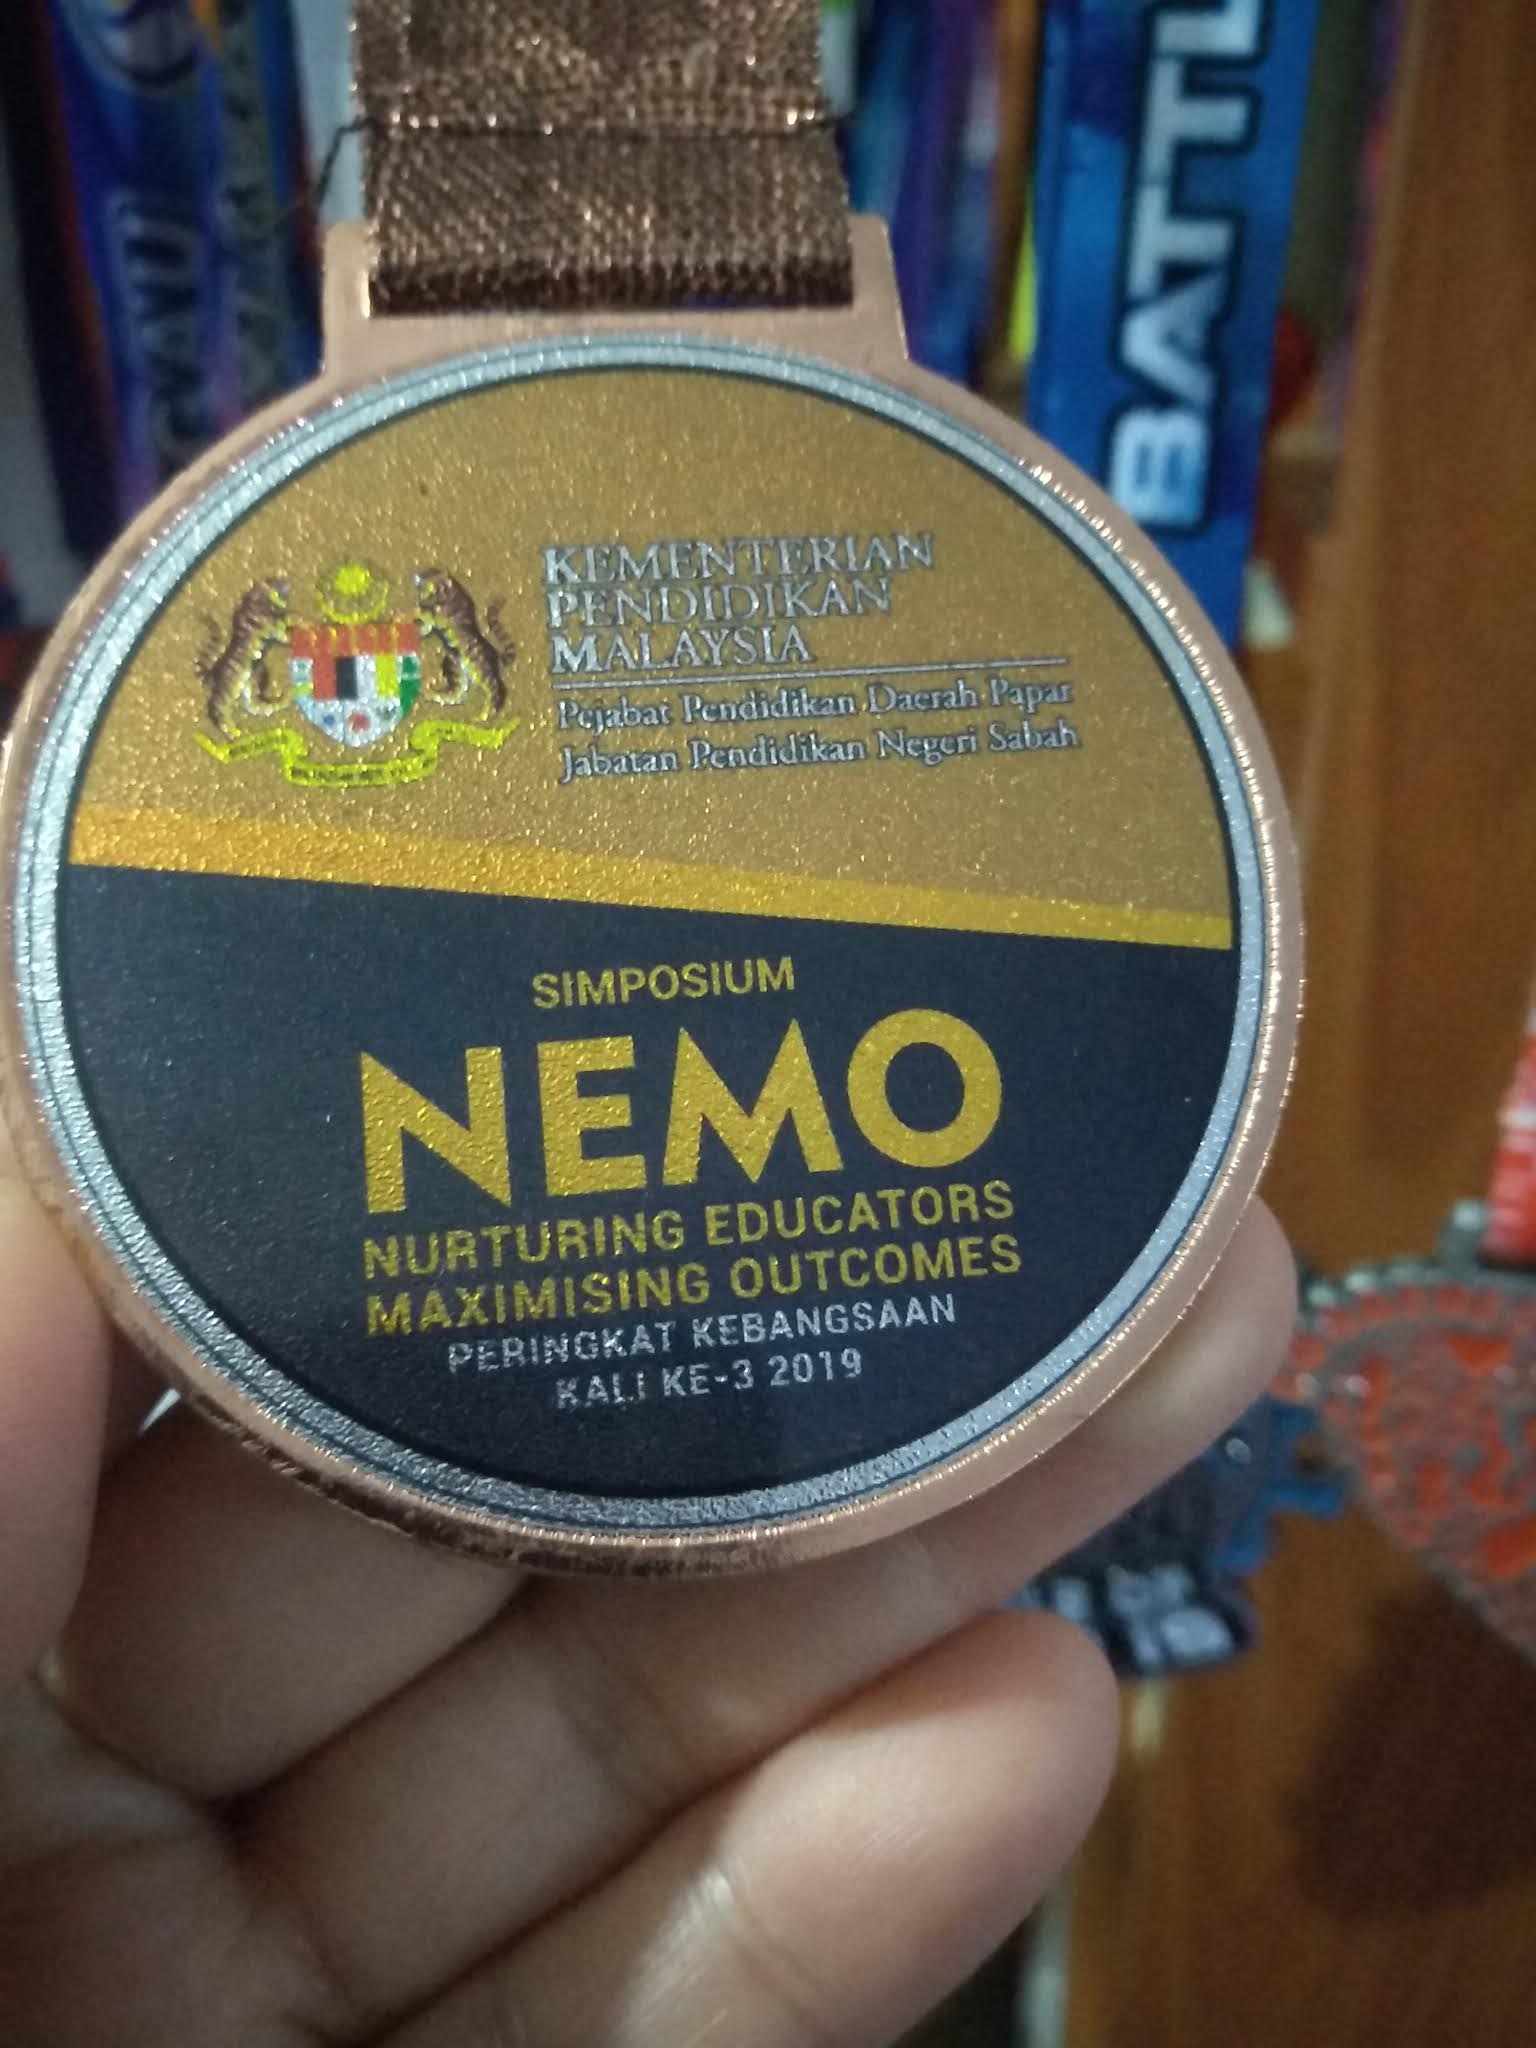 KEMENTERIAN
PENDIDIKAN
MALAYSIA
Pejabat Pendidikan Daerah Papar
Jabatan Pendidikan Negeri Sabah
SIMPOSIUM
NEMO
NURTURING EDUCATORS
MAXIMISING OUTCOMES
PERINGKAT KEBANGSAAN
KALI KE-3 2019